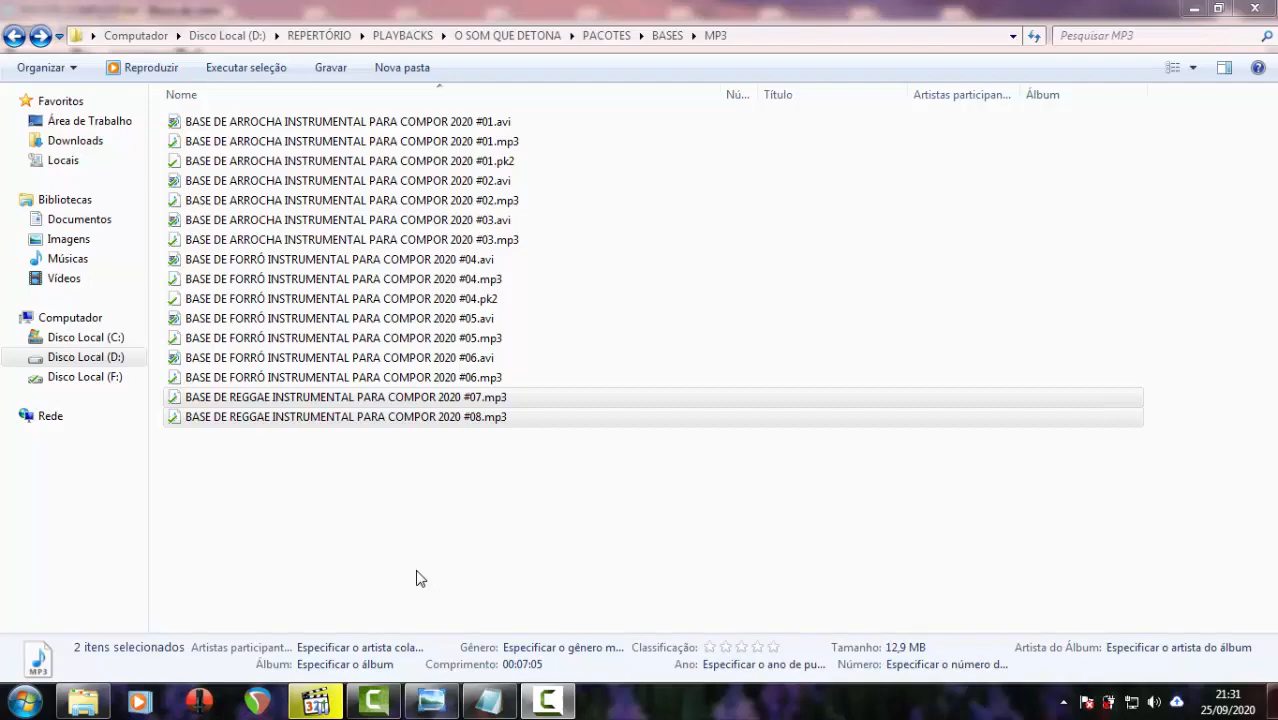 Computador
Disco Local (D:)
REPERTÓRIO
PLAYBACKS
O SOM QUE DETONA
PACOTES
BASES
MP3
Pesquisar MP3
Organizar
Reproduzir
Executar seleção
Gravar
Nova pasta
Favoritos
Área de Trabalho
Downloads
Locais
Bibliotecas
Documentos
Imagens
Músicas
Vídeos
Computador
Disco Local (C:)
Disco Local (D:)
Disco Local (F:)
Rede
Nome
Nú...
Título
Artistas participan...
Álbum
BASE DE ARROCHA INSTRUMENTAL PARA COMPOR 2020 #01.avi
BASE DE ARROCHA INSTRUMENTAL PARA COMPOR 2020 #01.mp3
BASE DE ARROCHA INSTRUMENTAL PARA COMPOR 2020 #01.pk2
BASE DE ARROCHA INSTRUMENTAL PARA COMPOR 2020 #02.avi
BASE DE ARROCHA INSTRUMENTAL PARA COMPOR 2020 #02.mp3
BASE DE ARROCHA INSTRUMENTAL PARA COMPOR 2020 #03.avi
BASE DE ARROCHA INSTRUMENTAL PARA COMPOR 2020 #03.mp3
BASE DE FORRÓ INSTRUMENTAL PARA COMPOR 2020 #04.avi
BASE DE FORRÓ INSTRUMENTAL PARA COMPOR 2020 #04.mp3
BASE DE FORRÓ INSTRUMENTAL PARA COMPOR 2020 #04.pk2
BASE DE FORRÓ INSTRUMENTAL PARA COMPOR 2020 #05.avi
BASE DE FORRÓ INSTRUMENTAL PARA COMPOR 2020 #05.mp3
BASE DE FORRÓ INSTRUMENTAL PARA COMPOR 2020 #06.avi
BASE DE FORRÓ INSTRUMENTAL PARA COMPOR 2020 #06.mp3
BASE DE REGGAE INSTRUMENTAL PARA COMPOR 2020 #07.mp3
BASE DE REGGAE INSTRUMENTAL PARA COMPOR 2020 #08.mp3
MP3
2 itens selecionados
Artistas participant... Especificar o artista cola...
Álbum: Especificar o álbum
Gênero: Especificar o gênero m...
Comprimento: 00:07:05
Classificação:
Ano: Especificar o ano de pu...
Tamanho: 12,9 MB
Número: Especificar o número d...
Artista do Álbum: Especificar o artista do álbum
321
21:31
25/09/2020